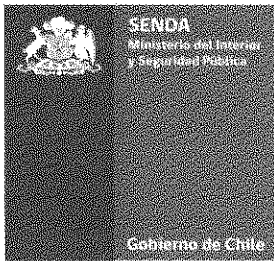 SENDA
Ministerio del Interior
y Seguridad Pública
Gobierno de Chile